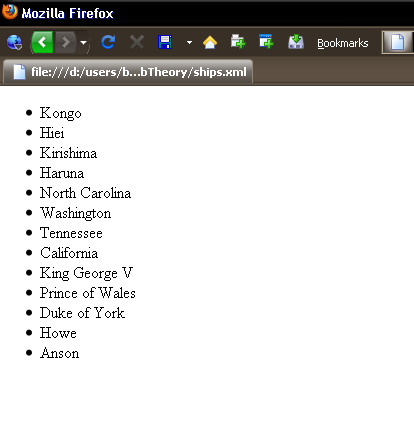 Mozilla Firefox
Bookmarks
file:///d:/users/b...bTheory/ships.xml
Kongo
Hiei
Kirishima
Haruna
North Carolina
Washington
Tennessee
California
King George V
Prince of Wales
Duke of York
Howe
Anson